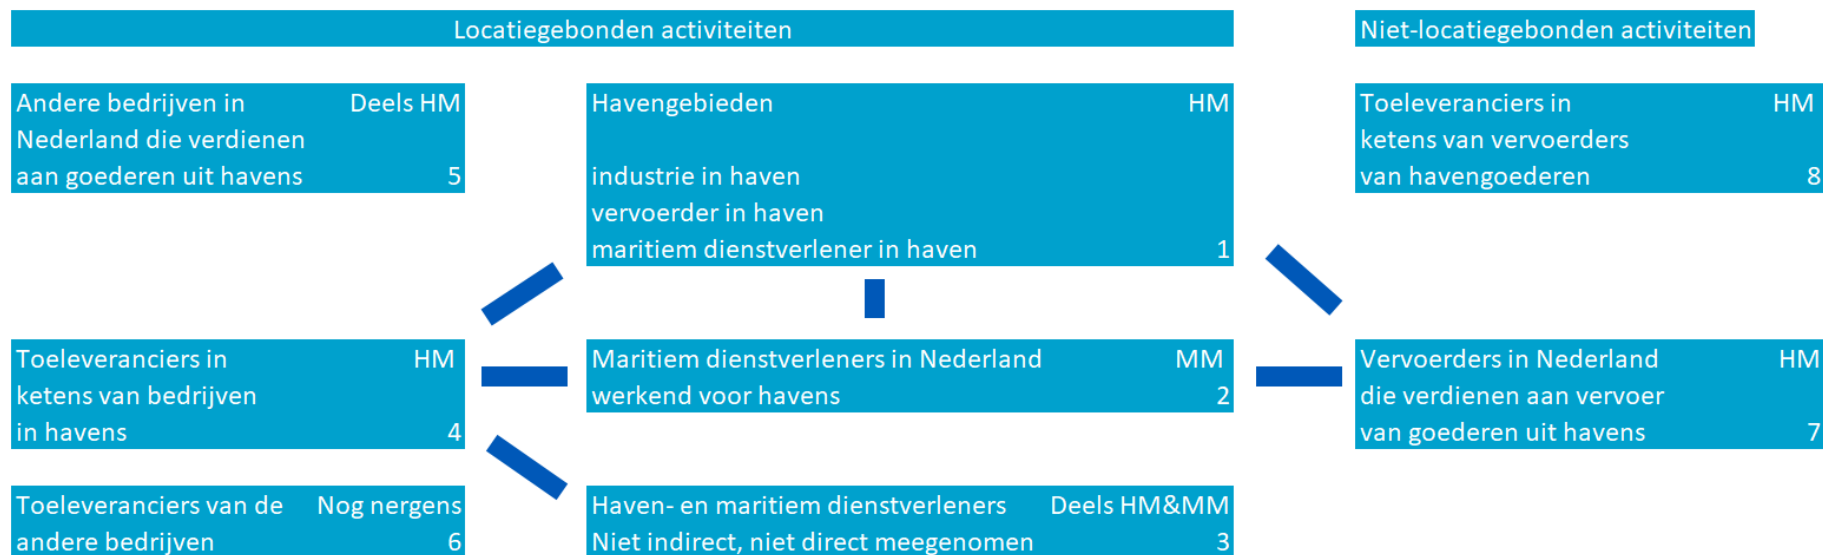 Locatiegebonden activiteiten
Niet-locatiegebonden activiteiten
Andere bedrijven in Deels HM
Nederland die verdienen
aan goederen uit havens 5
Havengebieden HM
industrie in haven
vervoerder in haven
maritiem dienstverlener in haven 1
Toeleveranciers in HM
ketens van vervoerders
van havengoederen 8
Toeleveranciers in HM
ketens van bedrijven
in havens 4
Maritiem dienstverleners in Nederland MM
werkend voor havens 2
Vervoerders in Nederland HM
die verdienen aan vervoer
van goederen uit havens 7
Toeleveranciers van de Nog nergens
andere bedrijven 6
Haven- en maritiem dienstverleners Deels HM&MM
Niet indirect, niet direct meegenomen 3